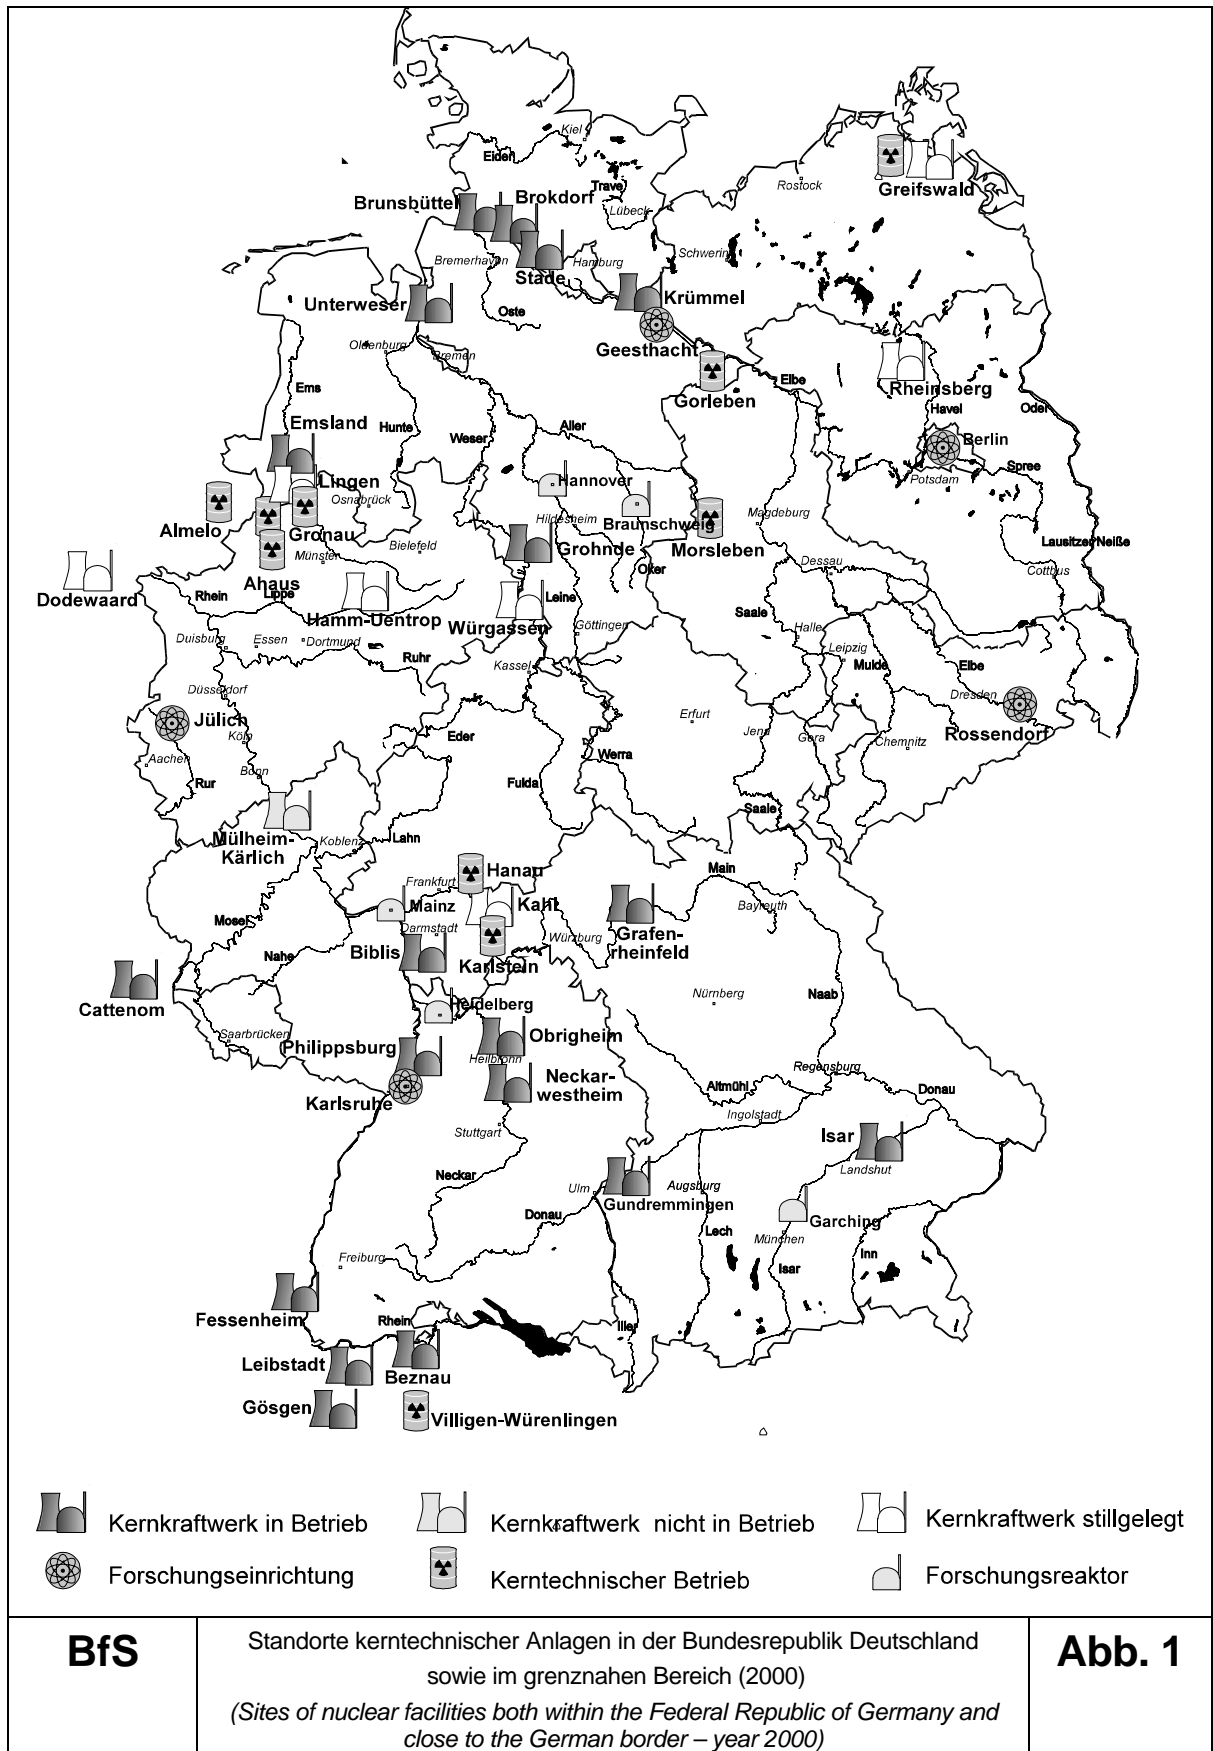 Kiel
Eider
Trave
Rostock
Greifswald
Brunsbüttel
Brokdorf
Lübeck
Schwerin
Bremerhaven
Stade
Hamburg
Unterweser
Oste
Krümmel
Oldenburg
Bremen
Geesthacht
Gorleben
Elbe
Rheinsberg
Havel
Oder
Ems
Emsland
Hunte
Weser
Aller
Berlin
Spree
Potsdam
Lingen
Osnabrück
Hannover
Almelo
Gronau
Hildesheim
Braunschweig
Magdeburg
Bielefeld
Grohnde
Morsleben
Lausitzer Neiße
Münster
Ahaus
Dodewaard
Rhein
Lippe
Hamm-Uentrop
Oker
Leine
Würgassen
Dessau
Cottbus
Saale
Halle
Göttingen
Duisburg
Essen
Dortmund
Ruhr
Kassel
Leipzig
Mulde
Elbe
Düsseldorf
Jülich
Köln
Erfurt
Dresden
Rossendorf
Aachen
Bonn
Rur
Eder
Werra
Fulda
Jena
Gera
Chemnitz
Saale
Mülheim-
Kärlich
Koblenz
Lahn
Frankfurt
Hanau
Main
Bayreuth
Mainz
Kahl
Mosel
Darmstadt
Grafen-
rheinfeld
Würzburg
Nahe
Biblis
Karlstein
Cattenom
Heidelberg
Nürnberg
Naab
Saarbrücken
Philippsburg
Obrigheim
Heilbronn
Neckar-
westheim
Karlsruhe
Regensburg
Altmühl
Donau
Ingolstadt
Stuttgart
Isar
Landshut
Neckar
Ulm
Augsburg
Gundremmingen
Donau
Garching
Lech
München
Isar
Inn
Freiburg
Fessenheim
Rhein
Iller
Leibstadt
Beznau
Gösgen
Villigen-Würenlingen
Kernkraftwerk in Betrieb
Kernkraftwerk nicht in Betrieb
Kernkraftwerk stillgelegt
Forschungseinrichtung
Kerntechnischer Betrieb
Forschungsreaktor
BfS
Standorte kerntechnischer Anlagen in der Bundesrepublik Deutschland
sowie im grenznahen Bereich (2000)
(Sites of nuclear facilities both within the Federal Republic of Germany and
close to the German border – year 2000)
Abb. 1